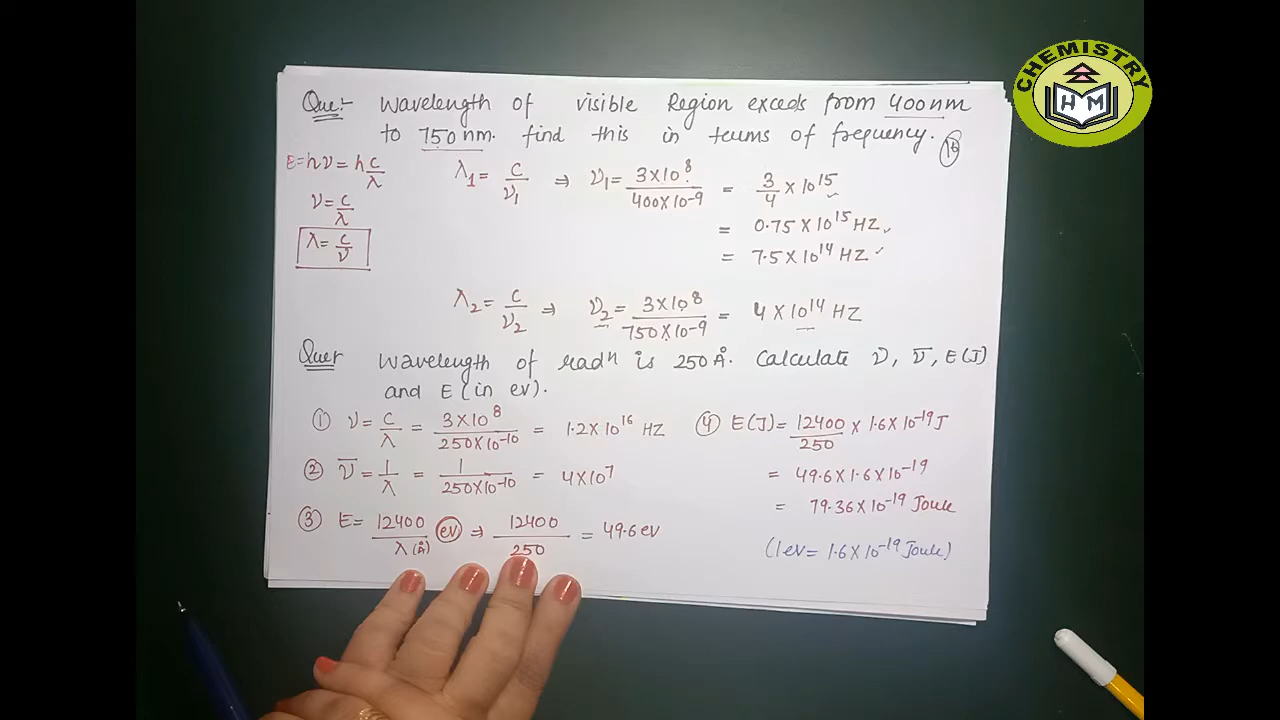 CHEMISTRY
HM
Que:- Wavelength of visible Region exceds from 400nm
to 750 nm. find this in terms of frequency. 10
E=hν=hc/λ
ν=c/λ
λ=c/ν
λ1=c/ν1 ⇒ ν1=3×10^8/400×10^-9 = 3/4×10^15
= 0.75×10^15 HZ
= 7.5×10^14 HZ
λ2=c/ν2 ⇒ ν2=3×10^8/750×10^-9 = 4×10^14 HZ
Que:- Wavelength of radn is 250Å. Calculate ν, ν̅, E(J)
and E(in ev).
① ν=c/λ = 3×10^8/250×10^-10 = 1.2×10^16 HZ
② ν̅=1/λ = 1/250×10^-10 = 4×10^7
③ E=12400/λ(Å) ev ⇒ 12400/250 = 49.6 ev
④ E(J)=12400/250 × 1.6×10^-19 J
= 49.6×1.6×10^-19
= 79.36×10^-19 Joule
(1ev= 1.6×10^-19 Joule)